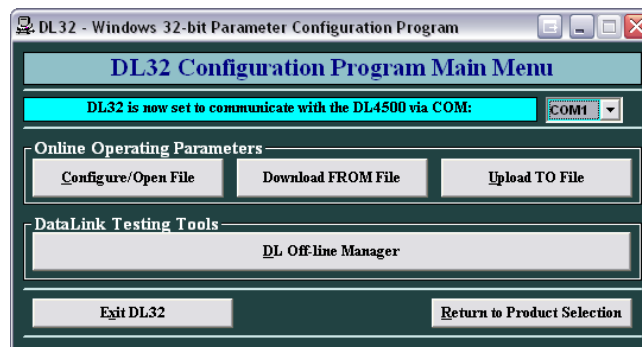 DL32 - Windows 32-bit Parameter Configuration Program
DL32 Configuration Program Main Menu
DL32 is now set to communicate with the DL4500 via COM:
COM1
Online Operating Parameters
Configure/Open File
Download FROM File
Upload TO File
DataLink Testing Tools
DL Off-line Manager
Exit DL32
Return to Product Selection